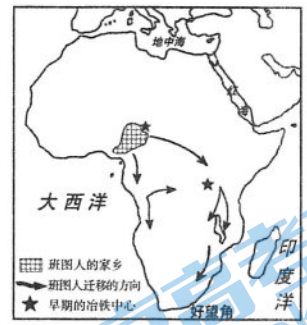 地中海
红海
大西洋
印度洋
班图人的家乡
班图人迁移的方向
早期的冶铁中心
好望角